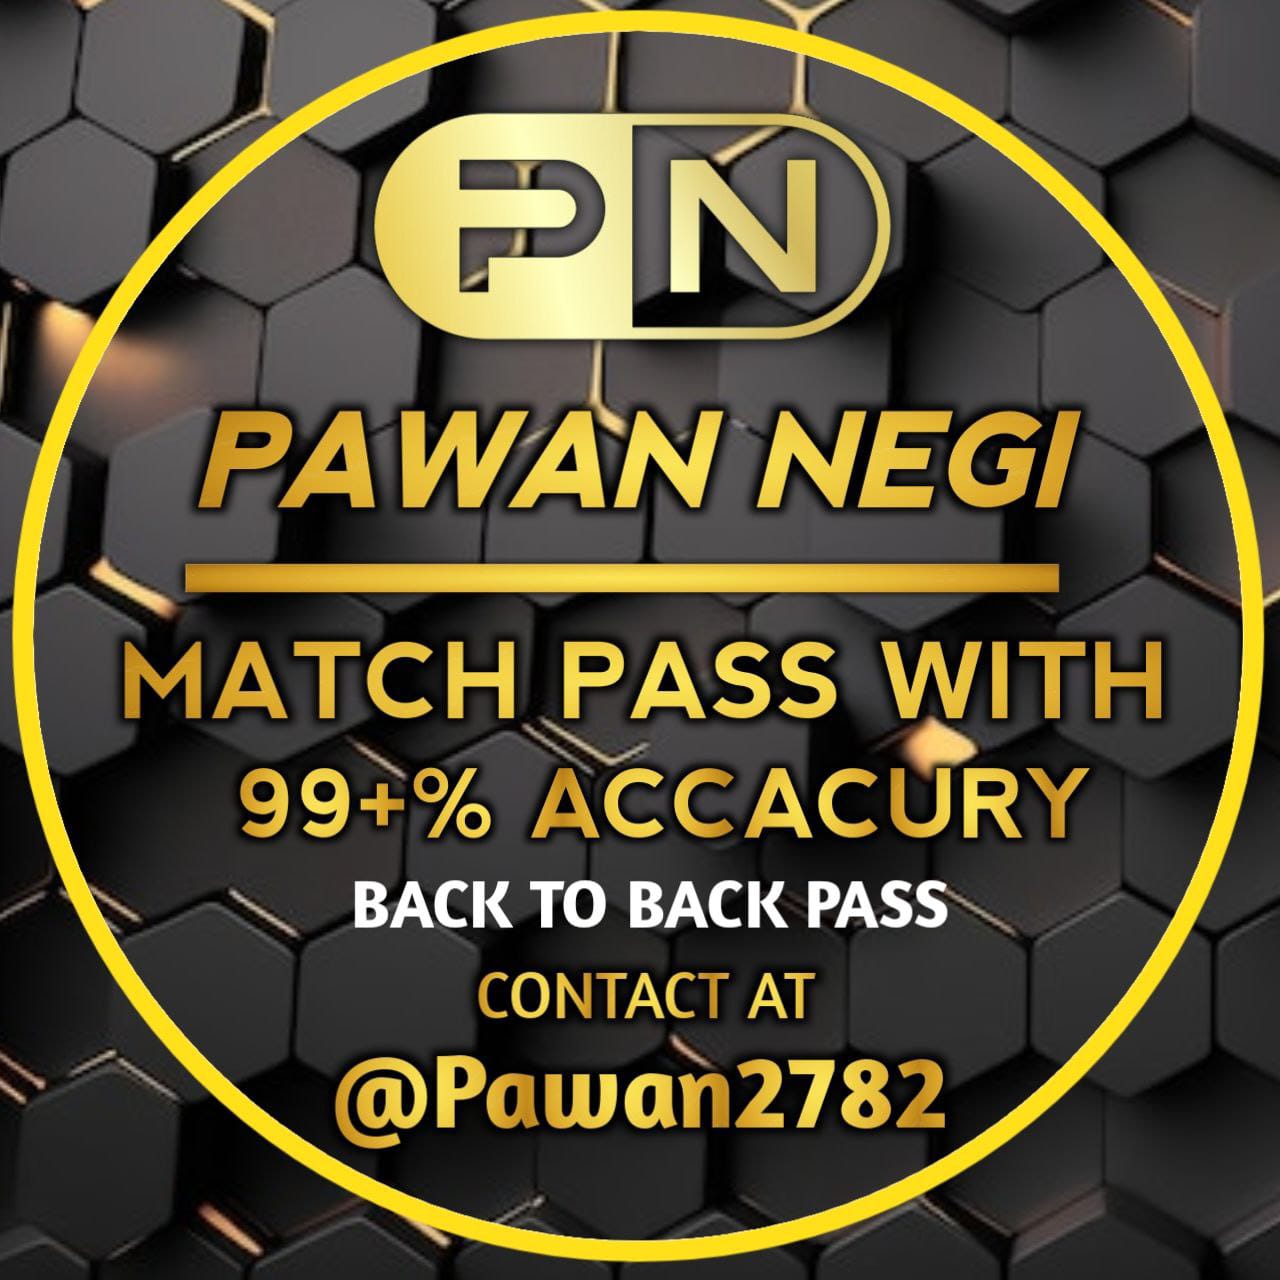 PN
PAWAN NEGI
MATCH PASS WITH
99+% ACCACURY
BACK TO BACK PASS
CONTACT AT
@Pawan2782